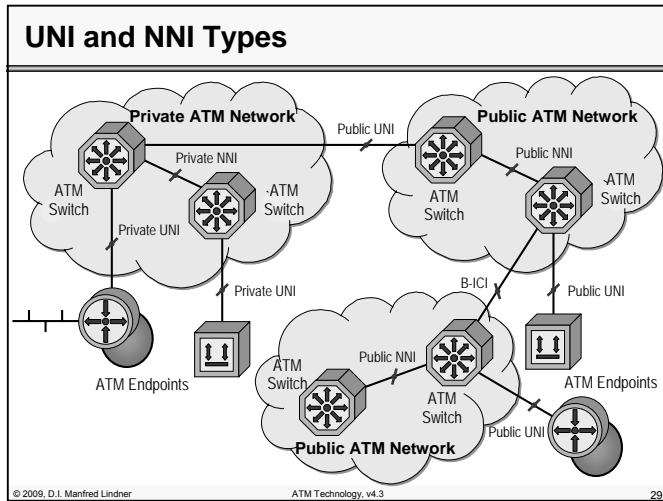 UNI and NNI Types
Private ATM Network
Public UNI
Public ATM Network
Private NNI
Public NNI
ATM
Switch
ATM
Switch
ATM
Switch
ATM
Switch
Private UNI
Private UNI
B-ICI
Public UNI
ATM Endpoints
ATM
Switch
Public NNI
ATM
Switch
ATM Endpoints
Public UNI
Public ATM Network
© 2009, D.I. Manfred Lindner
ATM Technology, v4.3
29